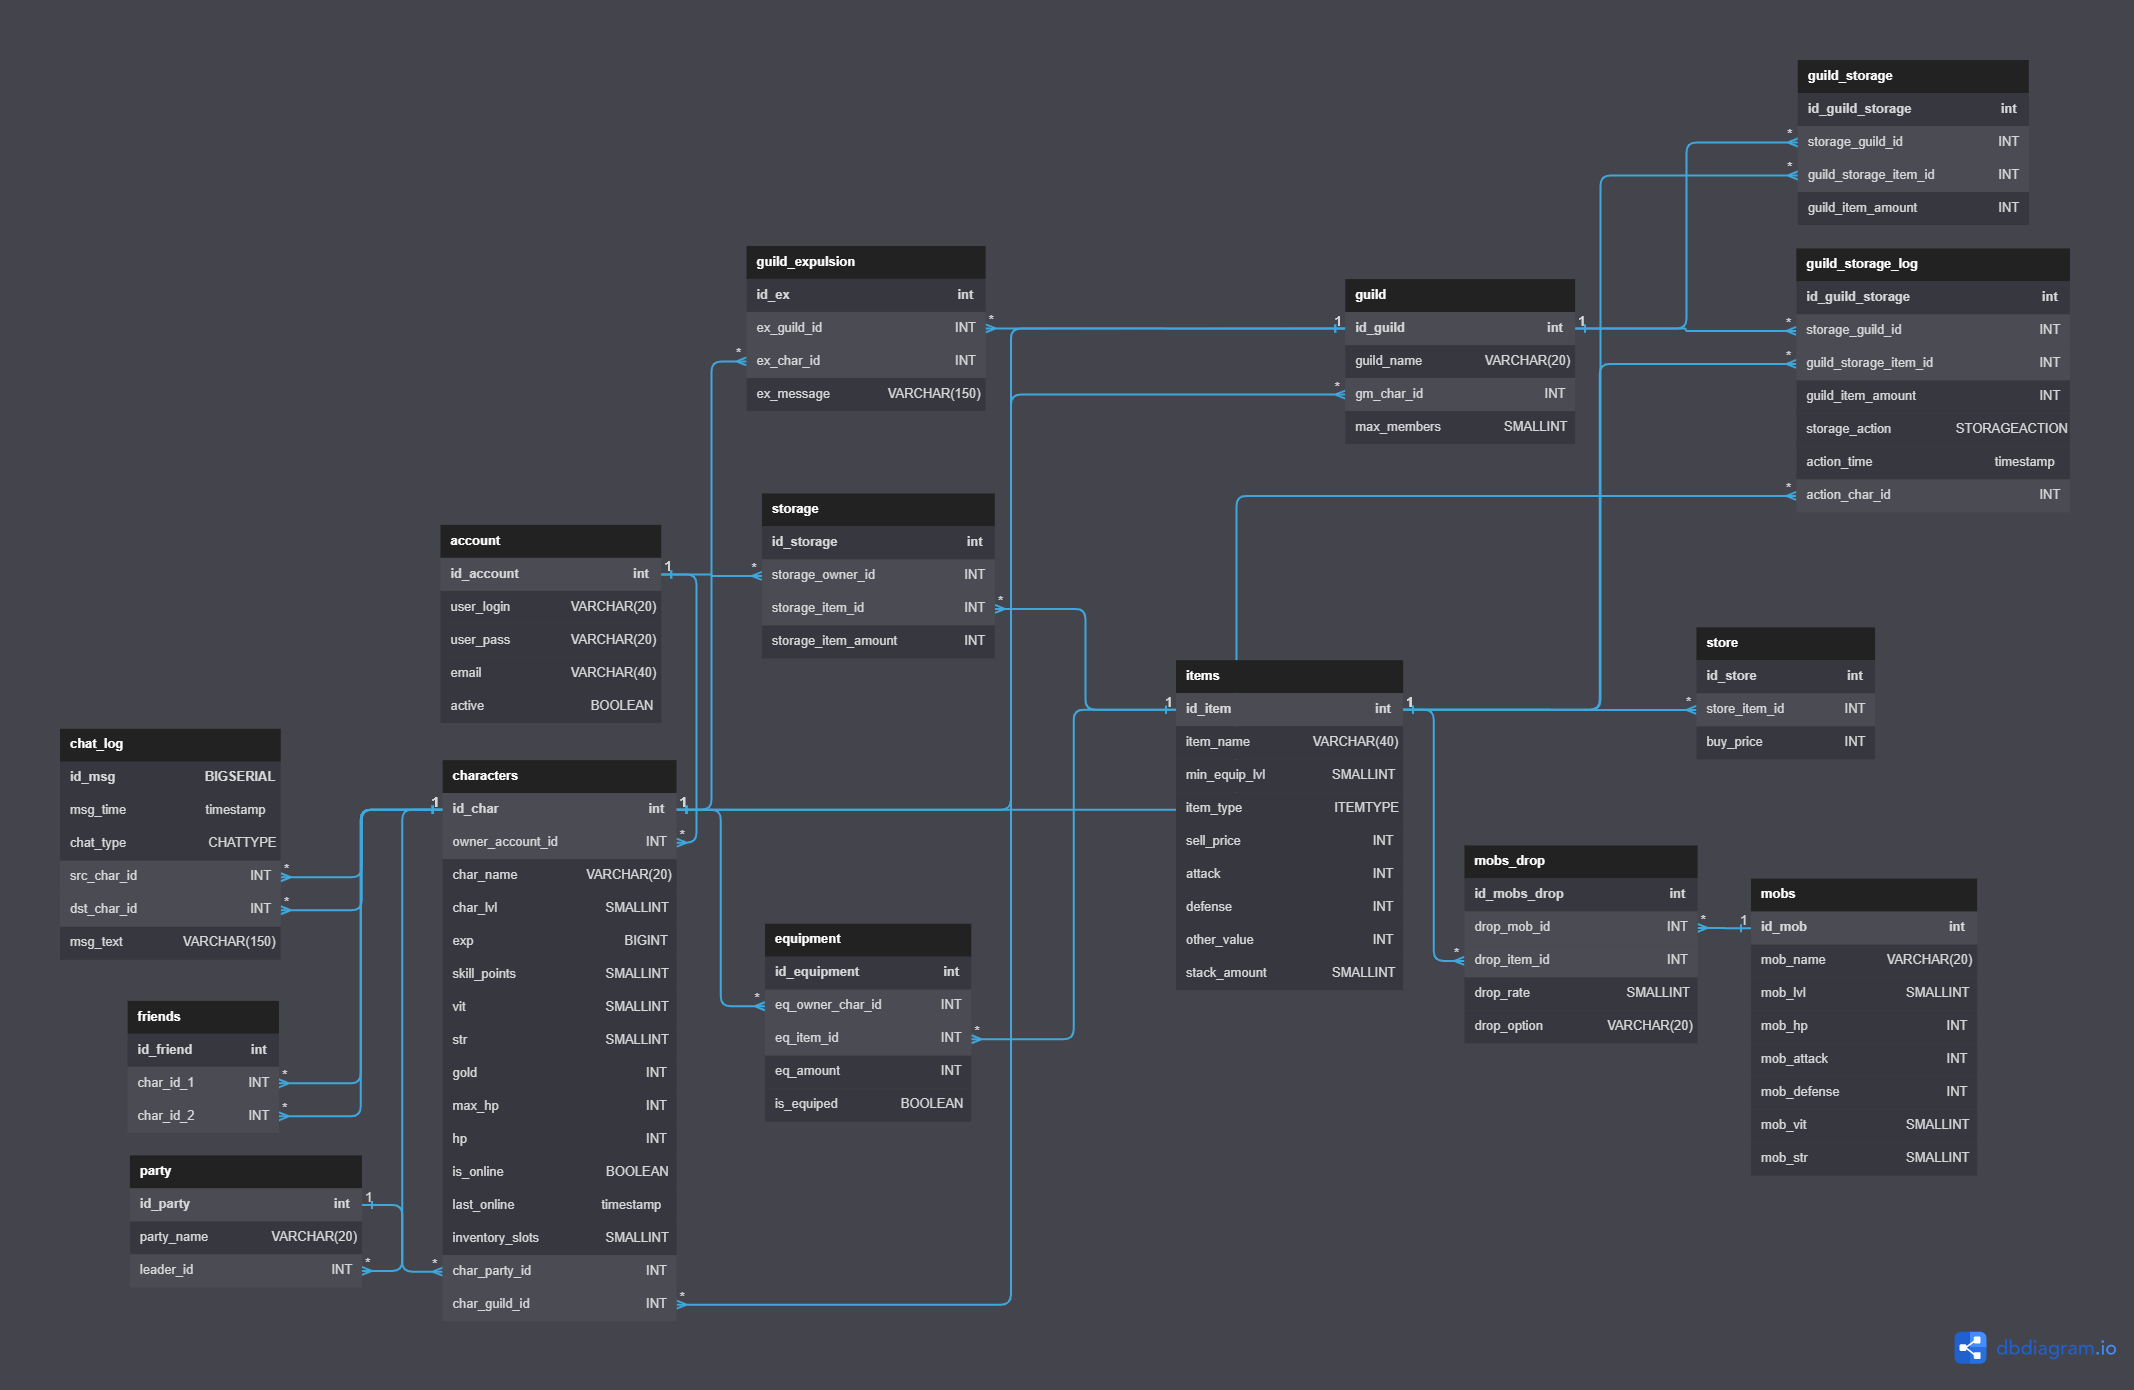 guild_storage
id_guild_storage int
storage_guild_id INT
guild_storage_item_id INT
guild_item_amount INT
guild_storage_log
id_guild_storage int
storage_guild_id INT
guild_storage_item_id INT
guild_item_amount INT
storage_action STORAGEACTION
action_time timestamp
action_char_id INT
guild_expulsion
id_ex int
ex_guild_id INT
ex_char_id INT
ex_message VARCHAR(150)
guild
id_guild int
guild_name VARCHAR(20)
gm_char_id INT
max_members SMALLINT
storage
id_storage int
storage_owner_id INT
storage_item_id INT
storage_item_amount INT
account
id_account int
user_login VARCHAR(20)
user_pass VARCHAR(20)
email VARCHAR(40)
active BOOLEAN
store
id_store int
store_item_id INT
buy_price INT
items
id_item int
item_name VARCHAR(40)
min_equip_lvl SMALLINT
item_type ITEMTYPE
sell_price INT
attack INT
defense INT
other_value INT
stack_amount SMALLINT
chat_log
id_msg BIGSERIAL
msg_time timestamp
chat_type CHATTYPE
src_char_id INT
dst_char_id INT
msg_text VARCHAR(150)
characters
id_char int
owner_account_id INT
char_name VARCHAR(20)
char_lvl SMALLINT
exp BIGINT
skill_points SMALLINT
vit SMALLINT
str SMALLINT
gold INT
max_hp INT
hp INT
is_online BOOLEAN
last_online timestamp
inventory_slots SMALLINT
char_party_id INT
char_guild_id INT
mobs_drop
id_mobs_drop int
drop_mob_id INT
drop_item_id INT
drop_rate SMALLINT
drop_option VARCHAR(20)
mobs
id_mob int
mob_name VARCHAR(20)
mob_lvl SMALLINT
mob_hp INT
mob_attack INT
mob_defense INT
mob_vit SMALLINT
mob_str SMALLINT
equipment
id_equipment int
eq_owner_char_id INT
eq_item_id INT
eq_amount INT
is_equiped BOOLEAN
friends
id_friend int
char_id_1 INT
char_id_2 INT
party
id_party int
party_name VARCHAR(20)
leader_id INT
dbdiagram.io